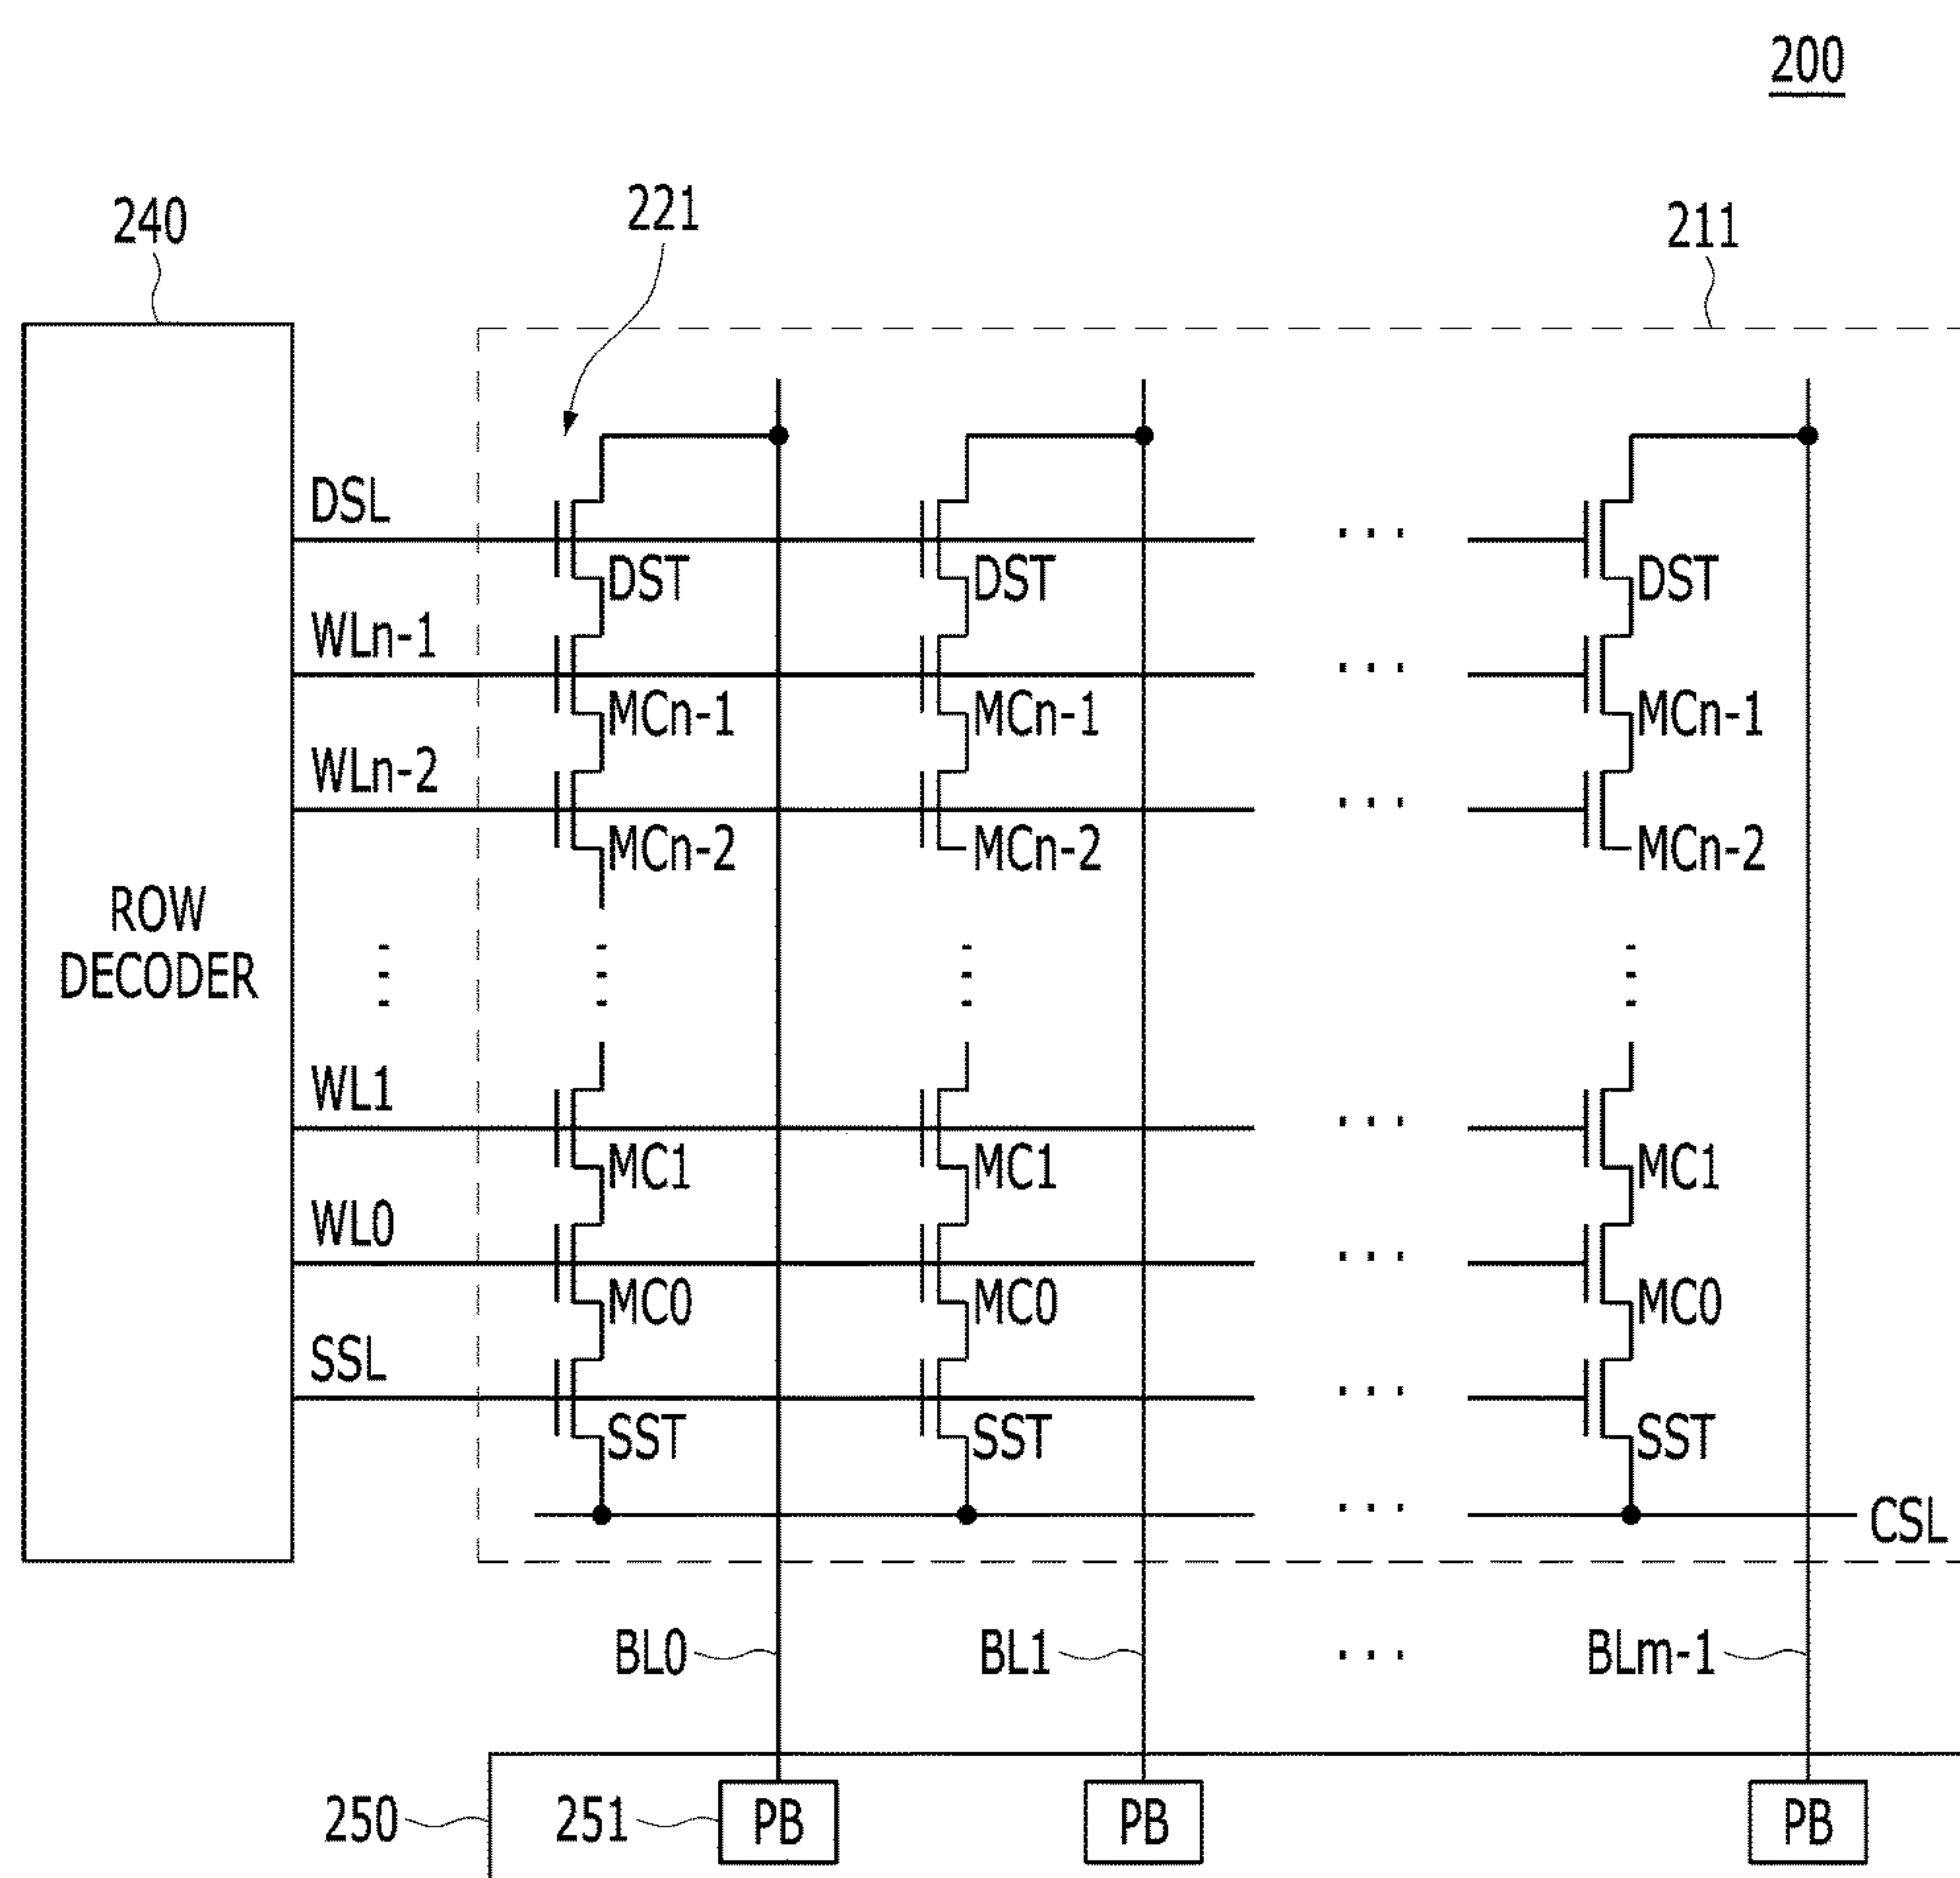 200
240
221
211
DSL
DST DST DST
WLn-1
MCn-1 MCn-1 MCn-1
WLn-2
MCn-2 MCn-2 MCn-2
ROW
DECODER
WL1
MC1 MC1 MC1
WL0
MC0 MC0 MC0
SSL
SST SST SST
CSL
BL0 BL1 BLm-1
250 251 PB PB PB